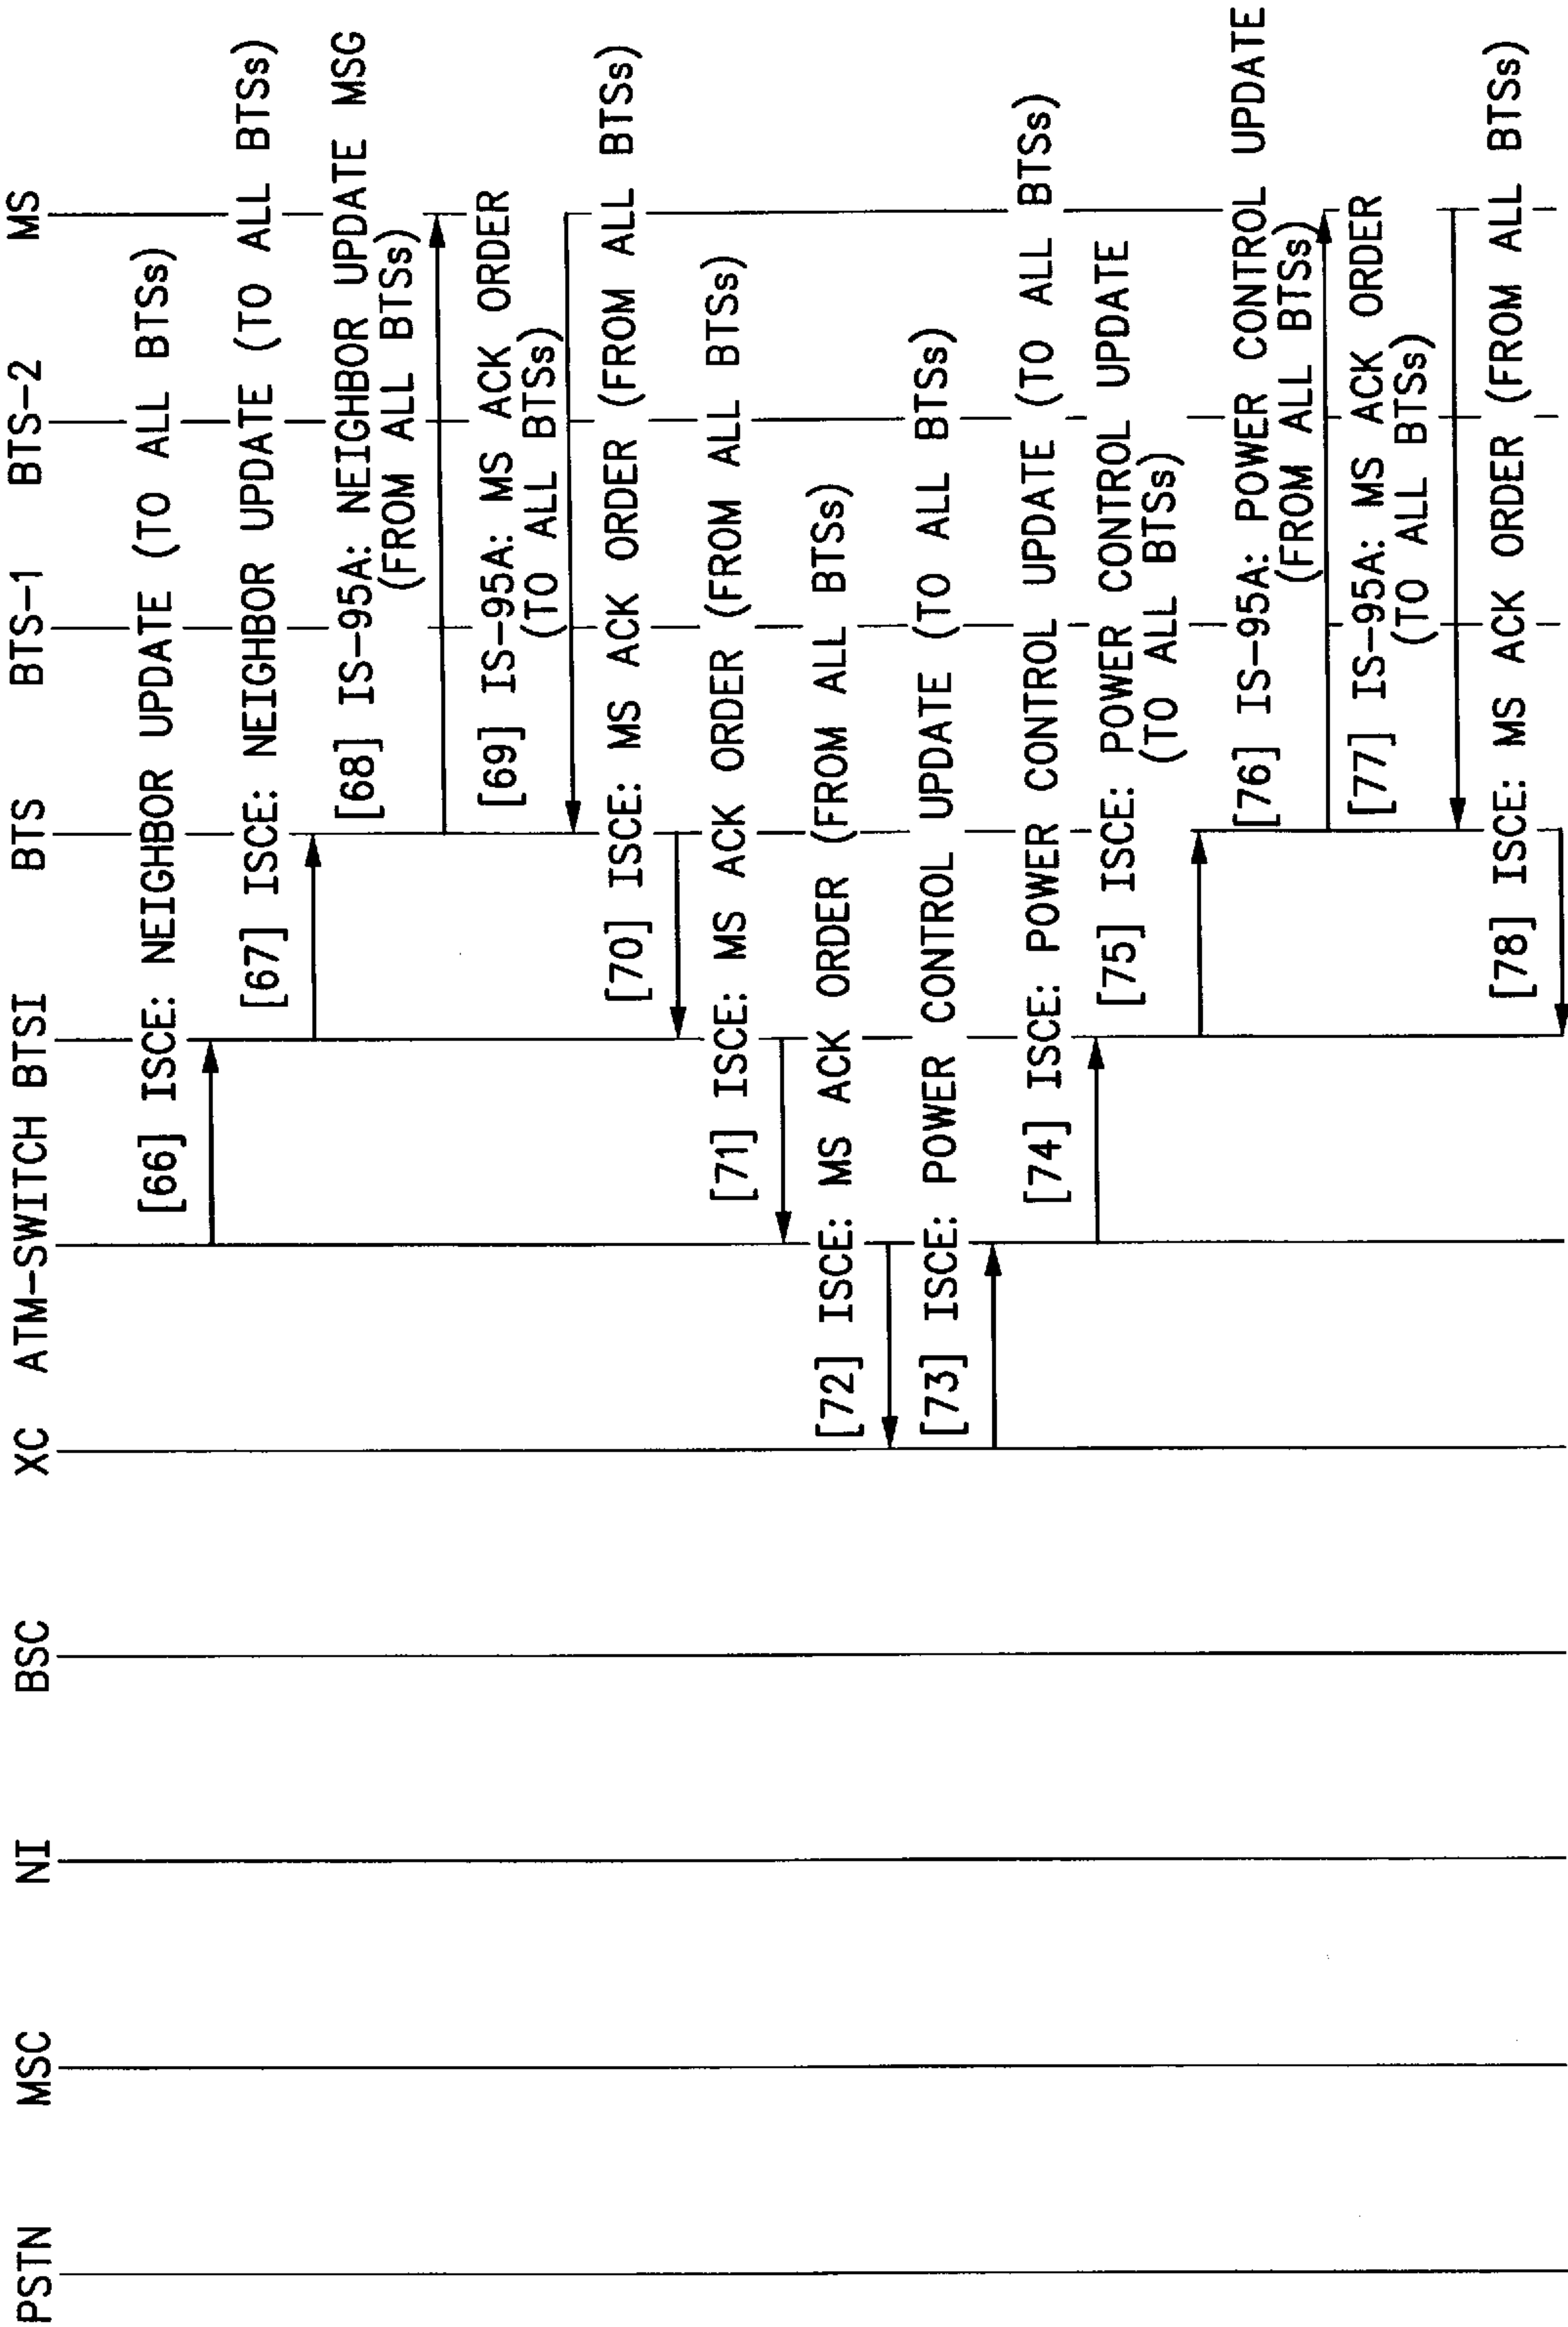 PSTN MSC NI BSC XC ATM-SWITCH BTSI BTS BTS-1 BTS-2 MS
[66] ISCE: NEIGHBOR UPDATE (TO ALL BTSs)
[67] ISCE: NEIGHBOR UPDATE (TO ALL BTSs)
[68] IS-95A: NEIGHBOR UPDATE MSG
(FROM ALL BTSs)
[69] IS-95A: MS ACK ORDER
(TO ALL BTSs)
[70] ISCE: MS ACK ORDER (FROM ALL BTSs)
[71] ISCE: MS ACK ORDER (FROM ALL BTSs)
[72] ISCE: MS ACK ORDER (FROM ALL BTSs)
[73] ISCE: POWER CONTROL UPDATE (TO ALL BTSs)
[74] ISCE: POWER CONTROL UPDATE (TO ALL BTSs)
[75] ISCE: POWER CONTROL UPDATE
(TO ALL BTSs)
[76] IS-95A: POWER CONTROL UPDATE
(FROM ALL BTSs)
[77] IS-95A: MS ACK ORDER
(TO ALL BTSs)
[78] ISCE: MS ACK ORDER (FROM ALL BTSs)